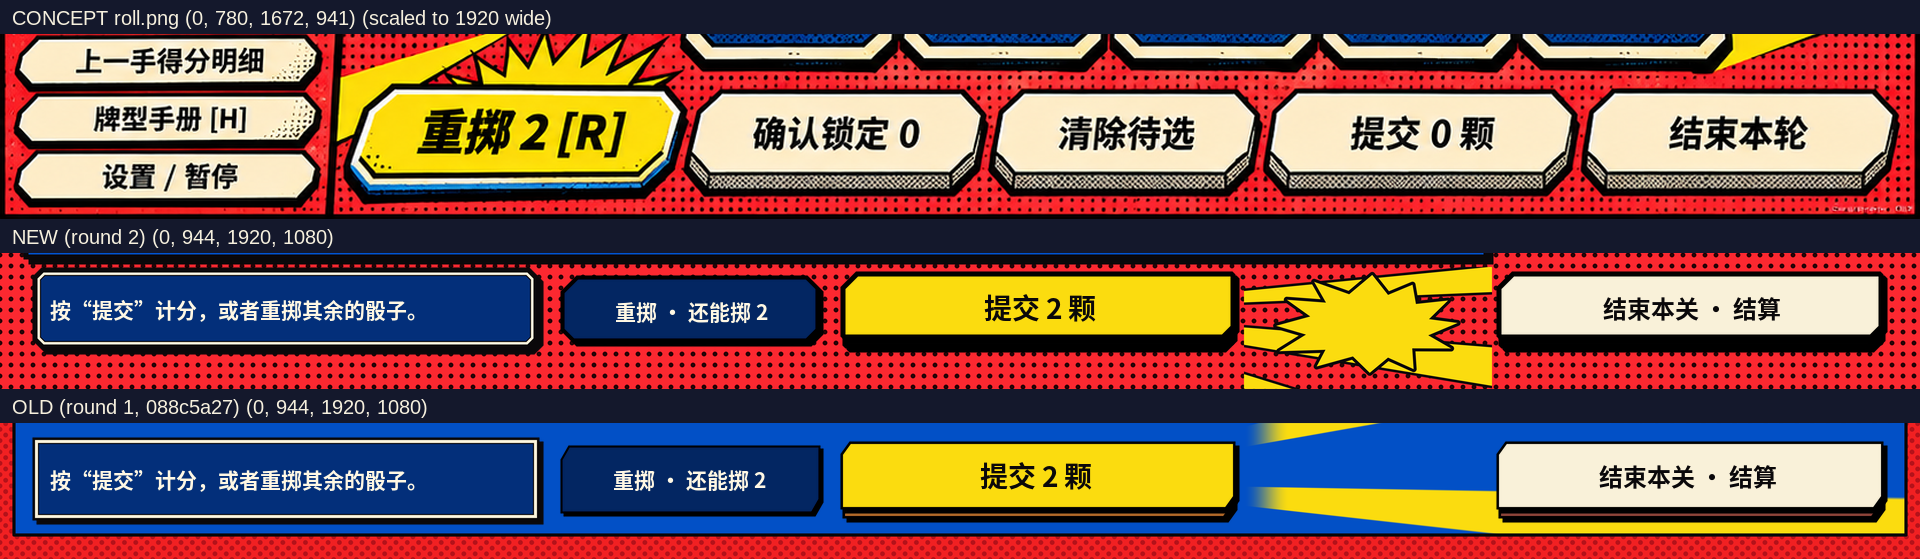 CONCEPT roll.png (0, 780, 1672, 941) (scaled to 1920 wide)
上一手得分明细
牌型手册 [H]
设置 / 暂停
重掷 2 [R]
确认锁定 0
清除待选
提交 0 颗
结束本轮
NEW (round 2) (0, 944, 1920, 1080)
按“提交”计分，或者重掷其余的骰子。
重掷 · 还能掷 2
提交 2 颗
结束本关 · 结算
OLD (round 1, 088c5a27) (0, 944, 1920, 1080)
按“提交”计分，或者重掷其余的骰子。
重掷 · 还能掷 2
提交 2 颗
结束本关 · 结算